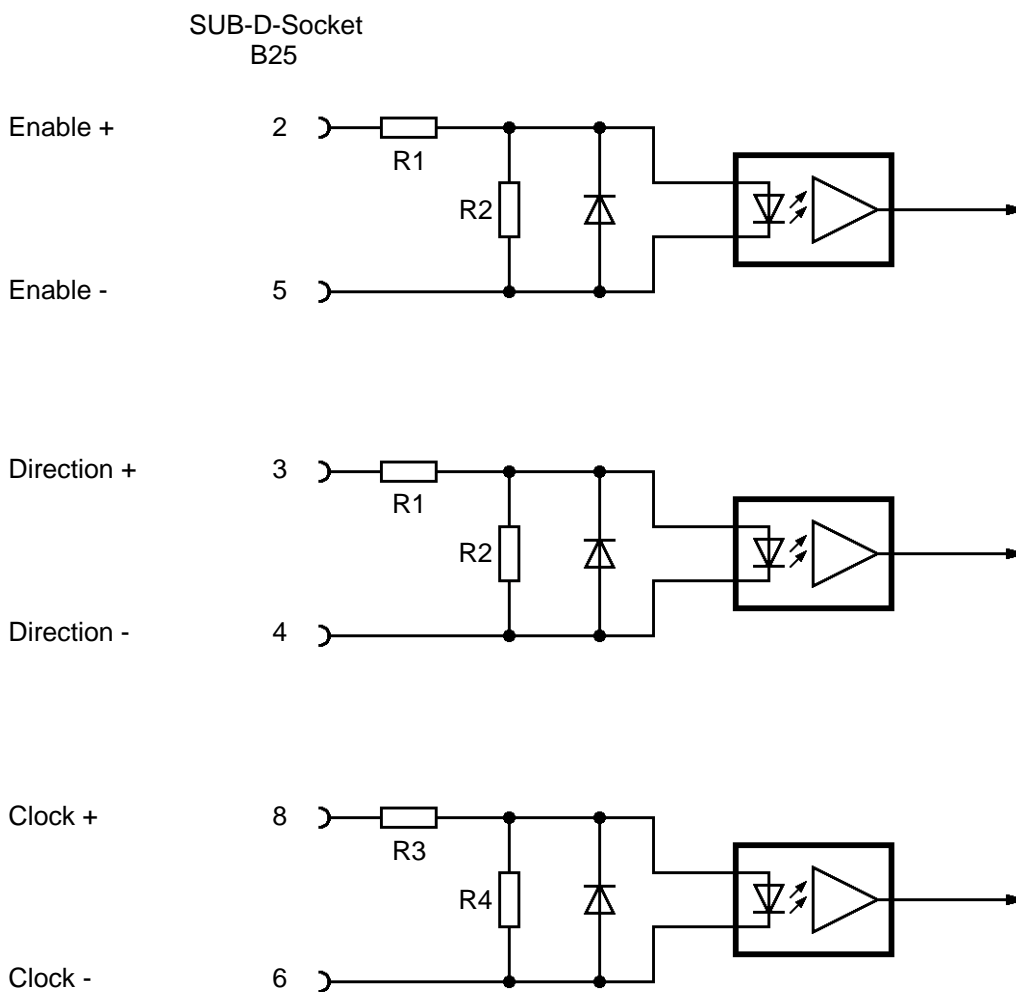 SUB-D-Socket
B25
Enable + 2
R1
R2
Enable - 5
Direction + 3
R1
R2
Direction - 4
Clock + 8
R3
R4
Clock - 6